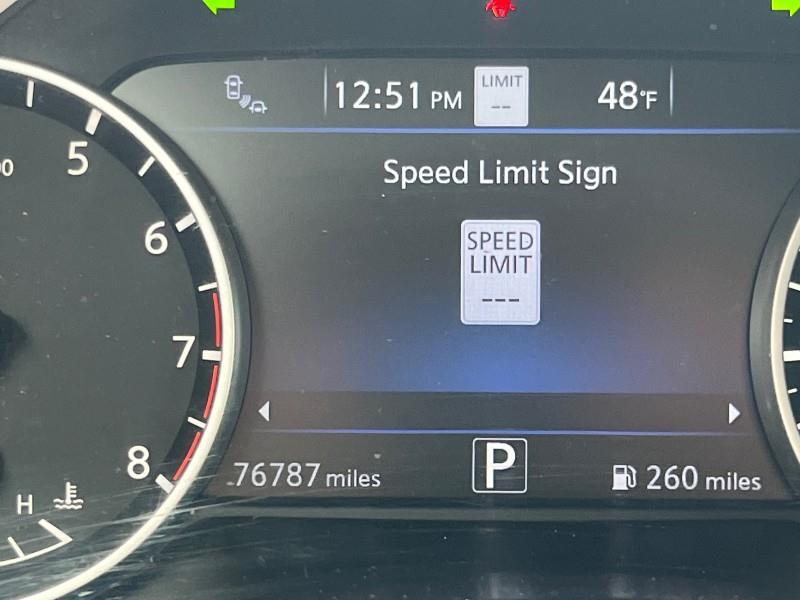 12:51 PM
LIMIT
--
48°F
Speed Limit Sign
SPEED
LIMIT
---
5
6
7
8
H
76787 miles
P
260 miles